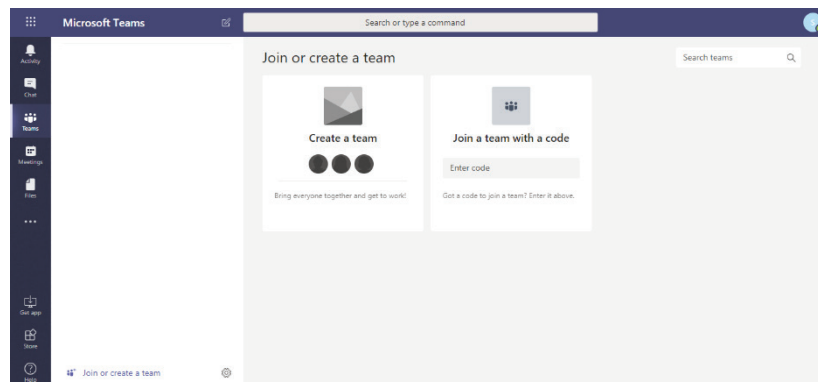 Microsoft Teams
Search or type a command
Activity
Chat
Teams
Meetings
Files
Get app
Store
Help
Join or create a team
Search teams
Create a team
Bring everyone together and get to work!
Join a team with a code
Enter code
Got a code to join a team? Enter it above.
Join or create a team